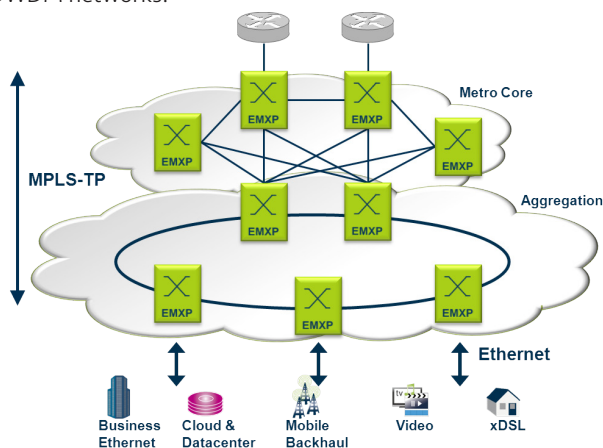 Metro Core
EMXP
EMXP
EMXP
EMXP
MPLS-TP
Aggregation
EMXP
EMXP
EMXP
EMXP
EMXP
Ethernet
tv
Business
Ethernet
Cloud &
Datacenter
Mobile
Backhaul
Video
xDSL